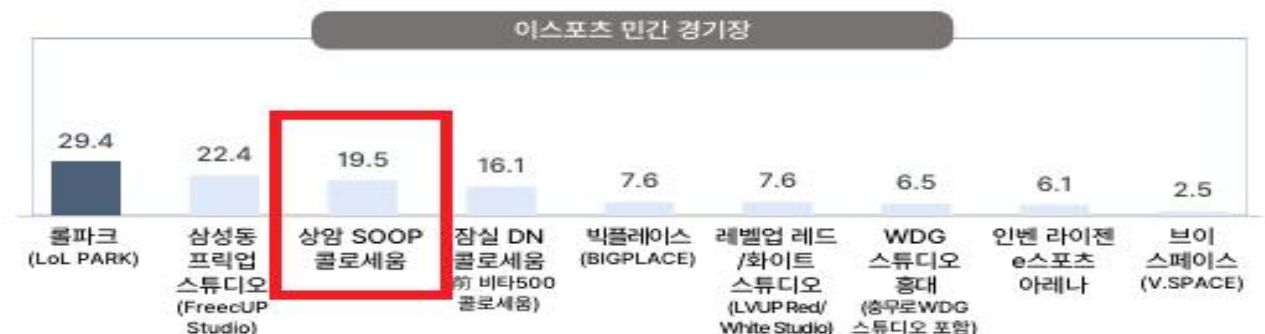 이스포츠 민간 경기장
29.4
22.4
19.5
16.1
7.6
7.6
6.5
6.1
2.5
롤파크
(LoL PARK)
삼성동
프릭업
스튜디오
(FreecUP
Studio)
상암 SOOP
콜로세움
잠실 DN
콜로세움
前 비타500
콜로세움)
빅플레이스
(BIGPLACE)
레벨업 레드
/화이트
스튜디오
(LVUP Red/
White Studio)
WDG
스튜디오
홍대
(충무로WDG
스튜디오 포함)
인벤 라이젠
e스포츠
아레나
브이
스페이스
(V.SPACE)